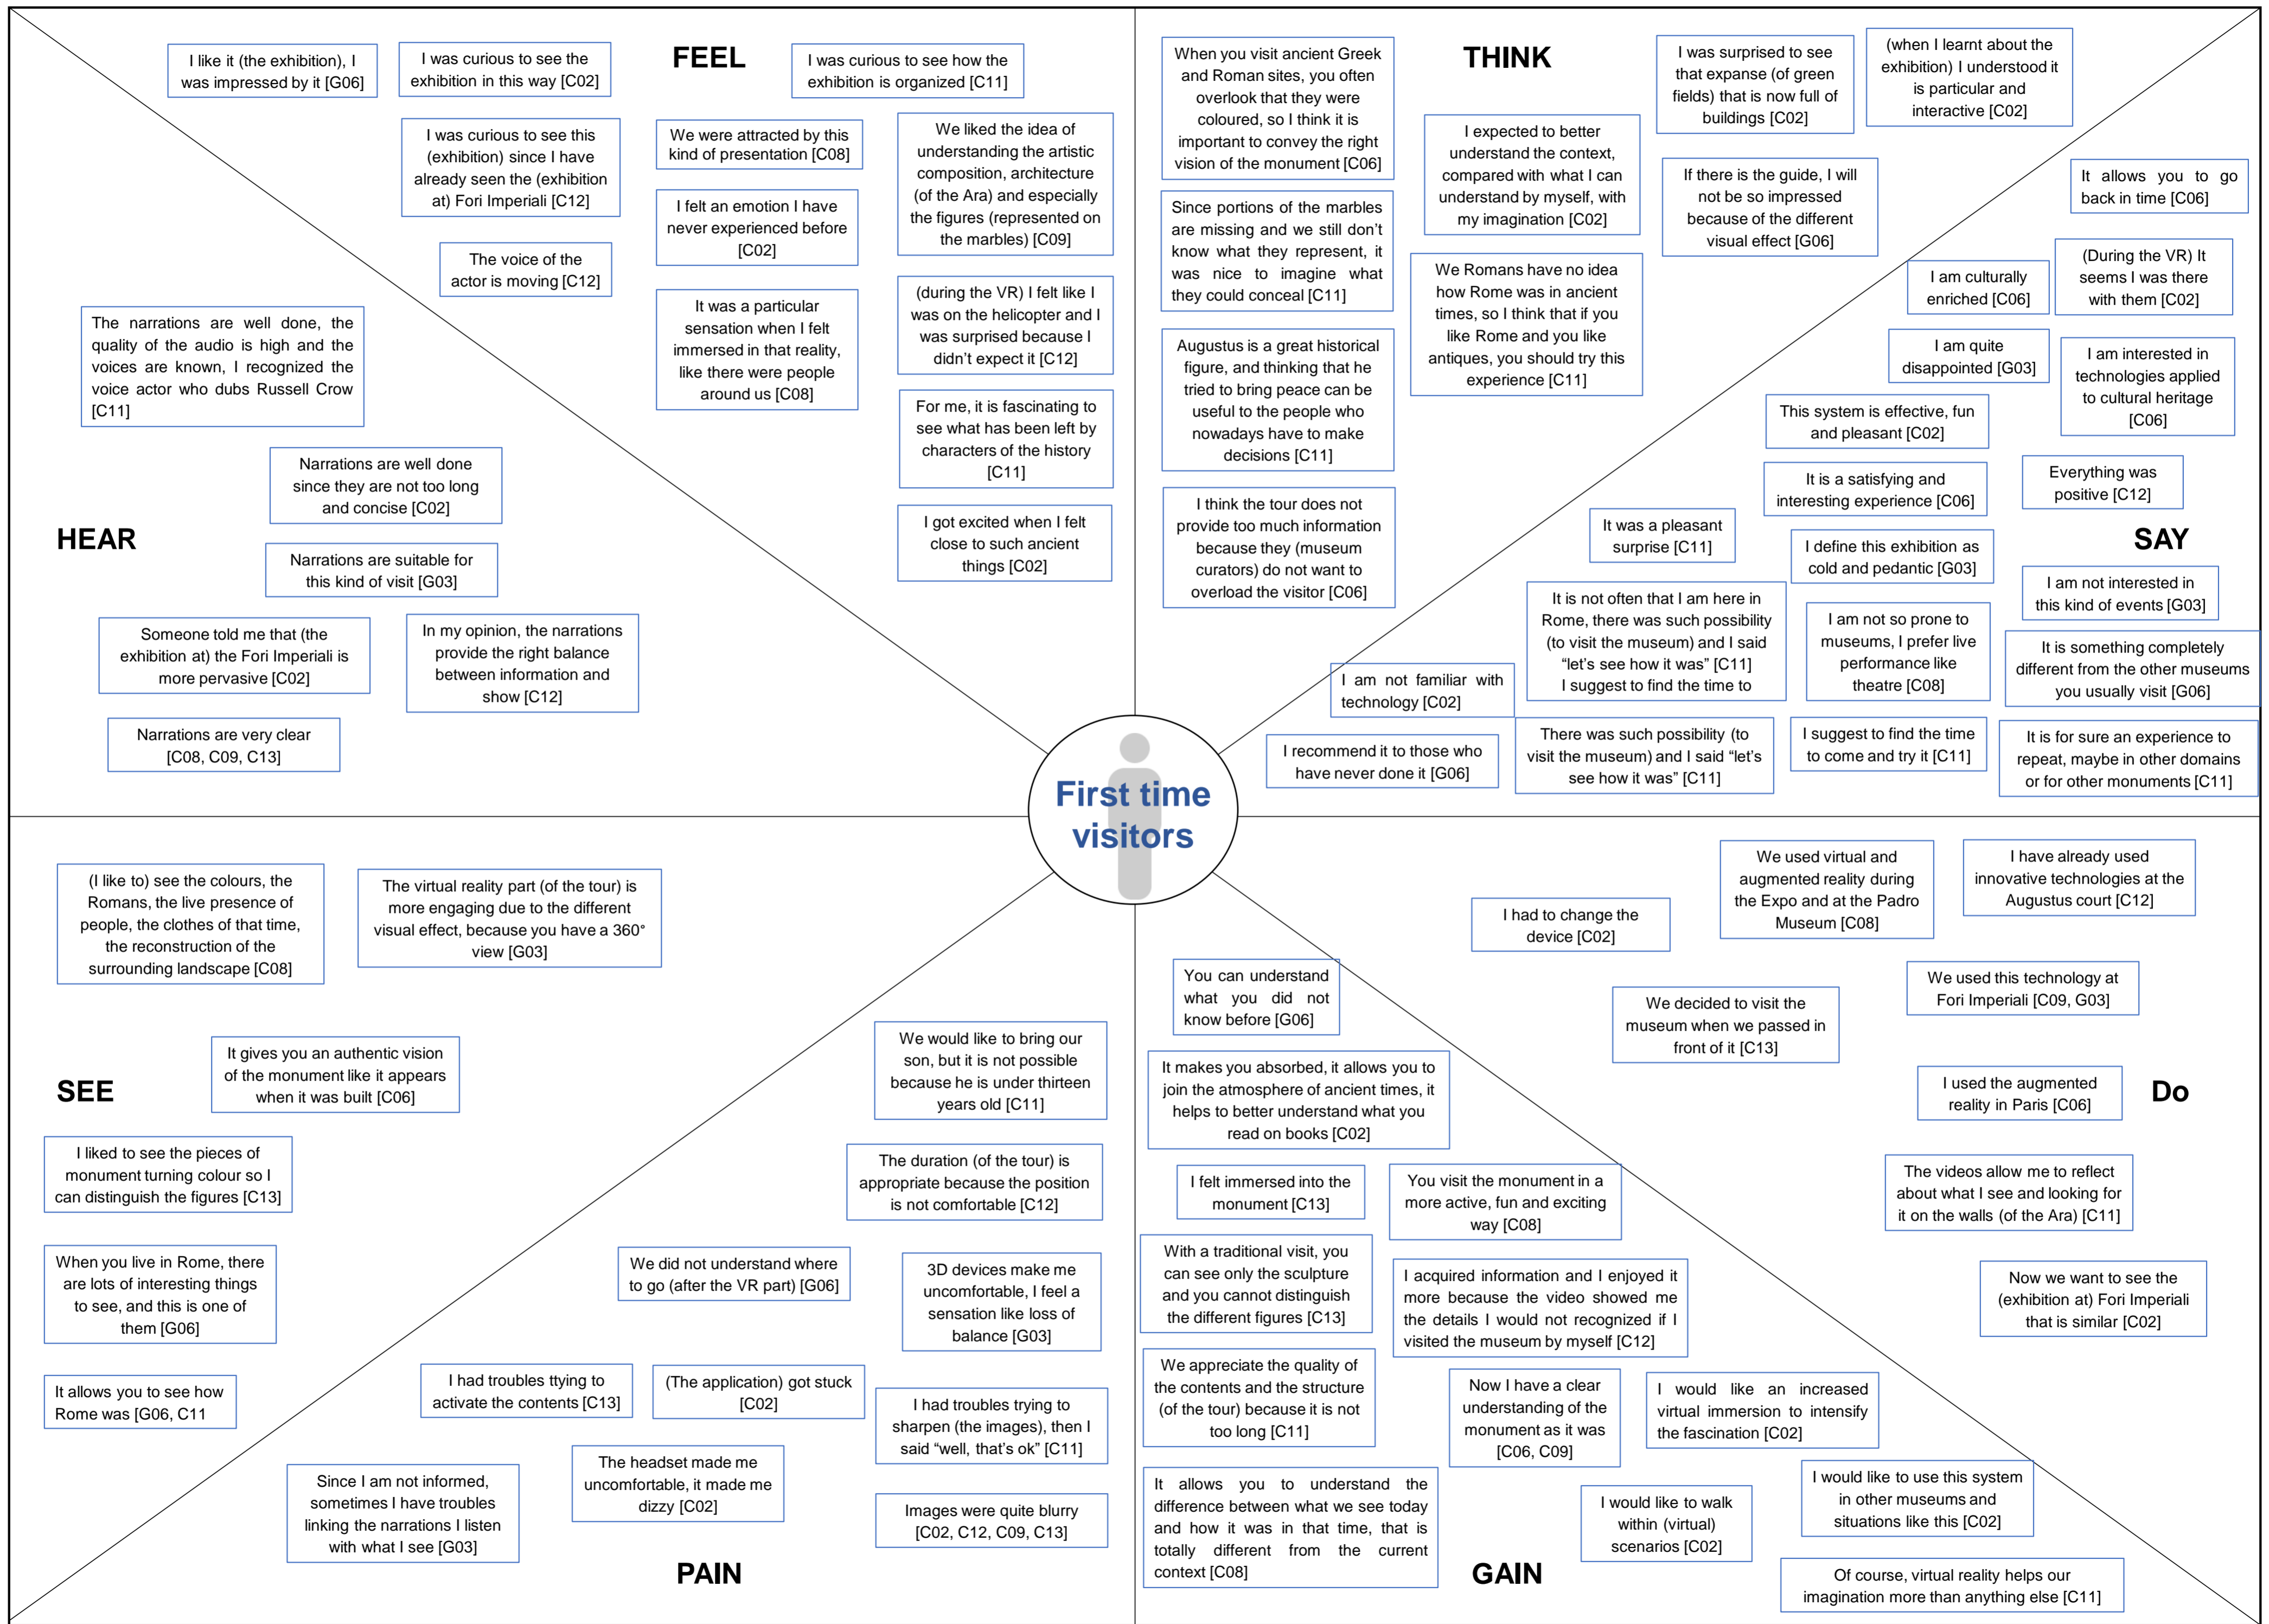 FEEL
I like it (the exhibition), I
was impressed by it [G06]
I was curious to see the
exhibition in this way [C02]
I was curious to see how the
exhibition is organized [C11]
I was curious to see this
(exhibition) since I have
already seen the (exhibition
at) Fori Imperiali [C12]
We were attracted by this
kind of presentation [C08]
We liked the idea of
understanding the artistic
composition, architecture
(of the Ara) and especially
the figures (represented on
the marbles) [C09]
I felt an emotion I have
never experienced before
[C02]
The voice of the
actor is moving [C12]
It was a particular
sensation when I felt
immersed in that reality,
like there were people
around us [C08]
(during the VR) I felt like I
was on the helicopter and I
was surprised because I
didn't expect it [C12]
For me, it is fascinating to
see what has been left by
characters of the history
[C11]
I got excited when I felt
close to such ancient
things [C02]
HEAR
The narrations are well done, the
quality of the audio is high and the
voices are known, I recognized the
voice actor who dubs Russell Crow
[C11]
Narrations are well done
since they are not too long
and concise [C02]
Narrations are suitable for
this kind of visit [G03]
Someone told me that (the
exhibition at) the Fori Imperiali is
more pervasive [C02]
In my opinion, the narrations
provide the right balance
between information and
show [C12]
Narrations are very clear
[C08, C09, C13]
THINK
When you visit ancient Greek
and Roman sites, you often
overlook that they were
coloured, so I think it is
important to convey the right
vision of the monument [C06]
I was surprised to see
that expanse (of green
fields) that is now full of
buildings [C02]
(when I learnt about the
exhibition) I understood it
is particular and
interactive [C02]
I expected to better
understand the context,
compared with what I can
understand by myself, with
my imagination [C02]
If there is the guide, I will
not be so impressed
because of the different
visual effect [G06]
Since portions of the marbles
are missing and we still don't
know what they represent, it
was nice to imagine what
they could conceal [C11]
We Romans have no idea
how Rome was in ancient
times, so I think that if you
like Rome and you like
antiques, you should try this
experience [C11]
Augustus is a great historical
figure, and thinking that he
tried to bring peace can be
useful to the people who
nowadays have to make
decisions [C11]
I think the tour does not
provide too much information
because they (museum
curators) do not want to
overload the visitor [C06]
SAY
It allows you to go
back in time [C06]
(During the VR) It
seems I was there
with them [C02]
I am culturally
enriched [C06]
I am quite
disappointed [G03]
I am interested in
technologies applied
to cultural heritage
[C06]
This system is effective, fun
and pleasant [C02]
It is a satisfying and
interesting experience [C06]
Everything was
positive [C12]
It was a pleasant
surprise [C11]
I define this exhibition as
cold and pedantic [G03]
I am not interested in
this kind of events [G03]
It is not often that I am here in
Rome, there was such possibility
(to visit the museum) and I said
“let's see how it was” [C11]
I suggest to find the time to
I am not so prone to
museums, I prefer live
performance like
theatre [C08]
It is something completely
different from the other museums
you usually visit [G06]
I am not familiar with
technology [C02]
I recommend it to those who
have never done it [G06]
There was such possibility (to
visit the museum) and I said “let's
see how it was” [C11]
I suggest to find the time
to come and try it [C11]
It is for sure an experience to
repeat, maybe in other domains
or for other monuments [C11]
First time
visitors
SEE
(I like to) see the colours, the
Romans, the live presence of
people, the clothes of that time,
the reconstruction of the
surrounding landscape [C08]
The virtual reality part (of the tour) is
more engaging due to the different
visual effect, because you have a 360°
view [G03]
It gives you an authentic vision
of the monument like it appears
when it was built [C06]
I liked to see the pieces of
monument turning colour so I
can distinguish the figures [C13]
When you live in Rome, there
are lots of interesting things
to see, and this is one of
them [G06]
It allows you to see how
Rome was [G06, C11
PAIN
We would like to bring our
son, but it is not possible
because he is under thirteen
years old [C11]
The duration (of the tour) is
appropriate because the position
is not comfortable [C12]
We did not understand where
to go (after the VR part) [G06]
3D devices make me
uncomfortable, I feel a
sensation like loss of
balance [G03]
I had troubles ttying to
activate the contents [C13]
(The application) got stuck
[C02]
I had troubles trying to
sharpen (the images), then I
said “well, that's ok” [C11]
The headset made me
uncomfortable, it made me
dizzy [C02]
Since I am not informed,
sometimes I have troubles
linking the narrations I listen
with what I see [G03]
Images were quite blurry
[C02, C12, C09, C13]
GAIN
You can understand
what you did not
know before [G06]
It makes you absorbed, it allows you to
join the atmosphere of ancient times, it
helps to better understand what you
read on books [C02]
I felt immersed into the
monument [C13]
You visit the monument in a
more active, fun and exciting
way [C08]
With a traditional visit, you
can see only the sculpture
and you cannot distinguish
the different figures [C13]
I acquired information and I enjoyed it
more because the video showed me
the details I would not recognized if I
visited the museum by myself [C12]
We appreciate the quality of
the contents and the structure
(of the tour) because it is not
too long [C11]
Now I have a clear
understanding of the
monument as it was
[C06, C09]
I would like an increased
virtual immersion to intensify
the fascination [C02]
It allows you to understand the
difference between what we see today
and how it was in that time, that is
totally different from the current
context [C08]
I would like to walk
within (virtual)
scenarios [C02]
I would like to use this system
in other museums and
situations like this [C02]
Of course, virtual reality helps our
imagination more than anything else [C11]
Do
We used virtual and
augmented reality during
the Expo and at the Padro
Museum [C08]
I have already used
innovative technologies at the
Augustus court [C12]
I had to change the
device [C02]
We used this technology at
Fori Imperiali [C09, G03]
We decided to visit the
museum when we passed in
front of it [C13]
I used the augmented
reality in Paris [C06]
The videos allow me to reflect
about what I see and looking for
it on the walls (of the Ara) [C11]
Now we want to see the
(exhibition at) Fori Imperiali
that is similar [C02]